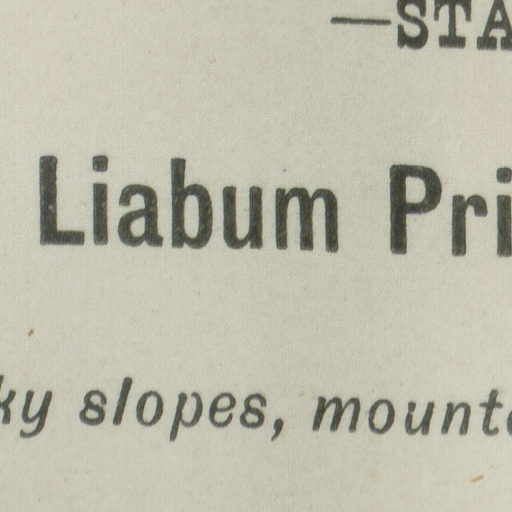 —STA
Liabum Pri
ky slopes, mount